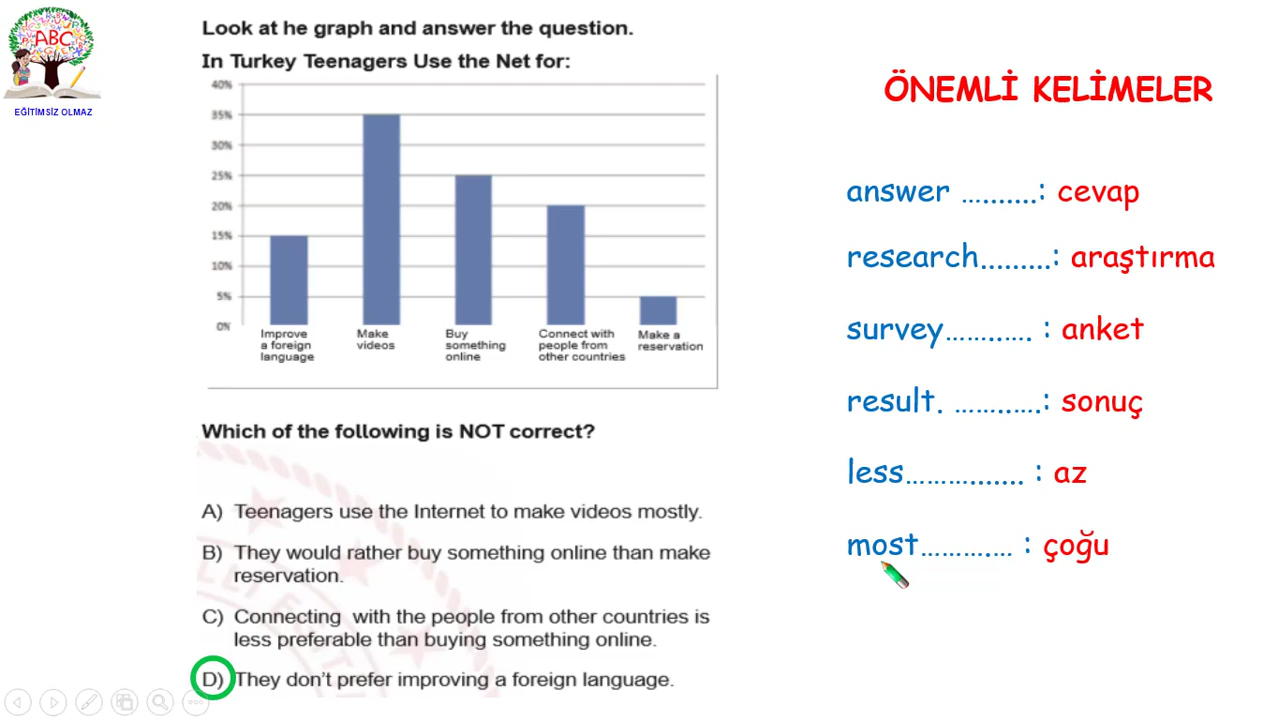 ABC
EĞİTİMSİZ OLMAZ
Look at he graph and answer the question.
In Turkey Teenagers Use the Net for:
40%
35%
30%
25%
20%
15%
10%
5%
0%
Improve
a foreign
language
Make
videos
Buy
something
online
Connect with
people from
other countries
Make a
reservation
Which of the following is NOT correct?
A) Teenagers use the Internet to make videos mostly.
B) They would rather buy something online than make
reservation.
C) Connecting with the people from other countries is
less preferable than buying something online.
D) They don't prefer improving a foreign language.
ÖNEMLİ KELİMELER
answer ….......: cevap
research.........: araştırma
survey……..…. : anket
result. ……..….: sonuç
less………....... : az
most……….… : çoğu